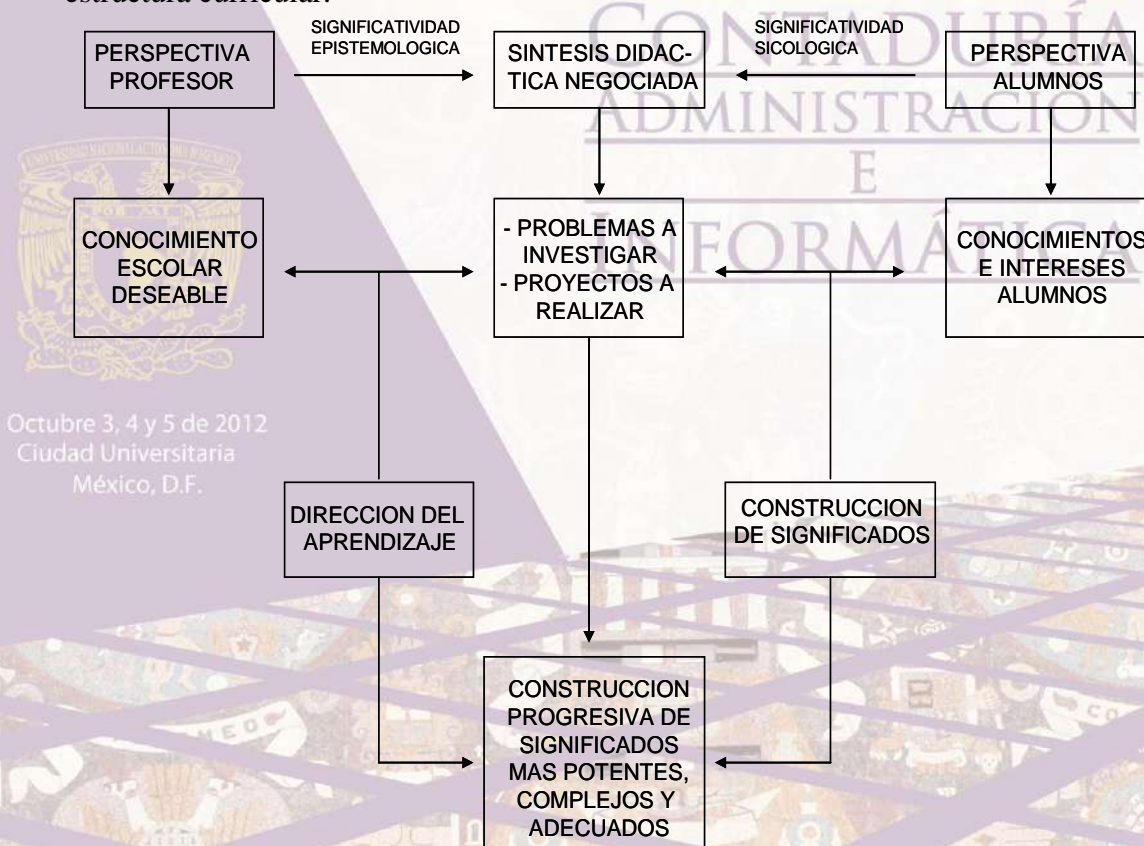 estructura curricular.
CONTADURÍA
ADMINISTRACIÓN
E
INFORMÁTICA
PERSPECTIVA
PROFESOR
SIGNIFICATIVIDAD
EPISTEMOLOGICA
SINTESIS DIDAC-
TICA NEGOCIADA
SIGNIFICATIVIDAD
SICOLOGICA
PERSPECTIVA
ALUMNOS
CONOCIMIENTO
ESCOLAR
DESEABLE
- PROBLEMAS A
INVESTIGAR
- PROYECTOS A
REALIZAR
CONOCIMIENTOS
E INTERESES
ALUMNOS
Octubre 3, 4 y 5 de 2012
Ciudad Universitaria
México, D.F.
DIRECCION DEL
APRENDIZAJE
CONSTRUCCION
DE SIGNIFICADOS
CONSTRUCCION
PROGRESIVA DE
SIGNIFICADOS
MAS POTENTES,
COMPLEJOS Y
ADECUADOS